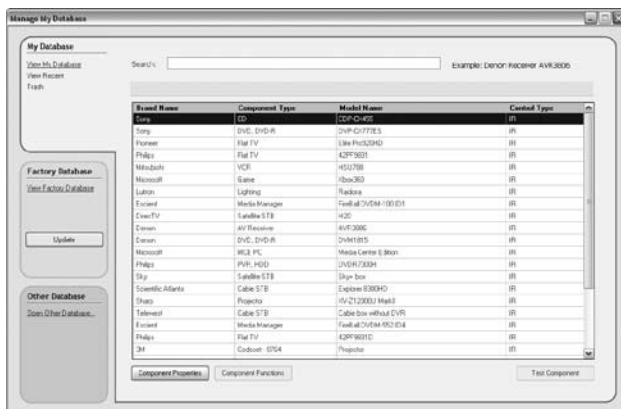 Manage My Database
My Database
View My Database
View Recent
Trash
Search: Example: Denon Receiver AVR3806
Brand Name Component Type Model Name Control Type
Sony CD CDP-CX455 IR
Sony DVD, DVD-R DVP-CX777ES IR
Pioneer Flat TV Elite Pro920HD IR
Philips Flat TV 42PF9831 IR
Mitsubishi VCR HSU788 IR
Microsoft Game Xbox360 IR
Lutron Lighting Radiora IR
Escient Media Manager FireBall DVDM-100 ID1 IR
DirecTV Satellite STB H20 IR
Denon AV Receiver AVR3806 IR
Denon DVD, DVD-R DVM1815 IR
Microsoft MCE PC Media Center Edition IR
Philips PVR, HDD DVDR7300H IR
Sky Satellite STB Sky+ box IR
Scientific Atlanta Cable STB Explorer 8300HD IR
Sharp Projector XV-Z12000U MarkII IR
Telewest Cable STB Cable box without DVR IR
Escient Media Manager FireBall DVDM-552 ID4 IR
Philips Flat TV 42PF9831D IR
3M Codeset - 0704 Projector IR
Factory Database
View Factory Database
Update
Other Database
Open Other Database...
Component Properties Component Functions Test Component